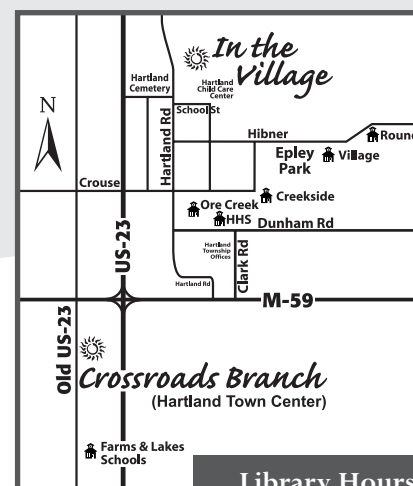 In the
Village
Hartland
Cemetery
Hartland
Child Care
Center
N
School St
Hartland Rd
Hibner
Round
Epley
Park
Village
Crouse
Creekside
Ore Creek
HHS
Dunham Rd
US-23
Hartland
Township
Offices
Clark Rd
Hartland Rd
M-59
Old US-23
Crossroads Branch
(Hartland Town Center)
Farms & Lakes
Schools
Library Hours